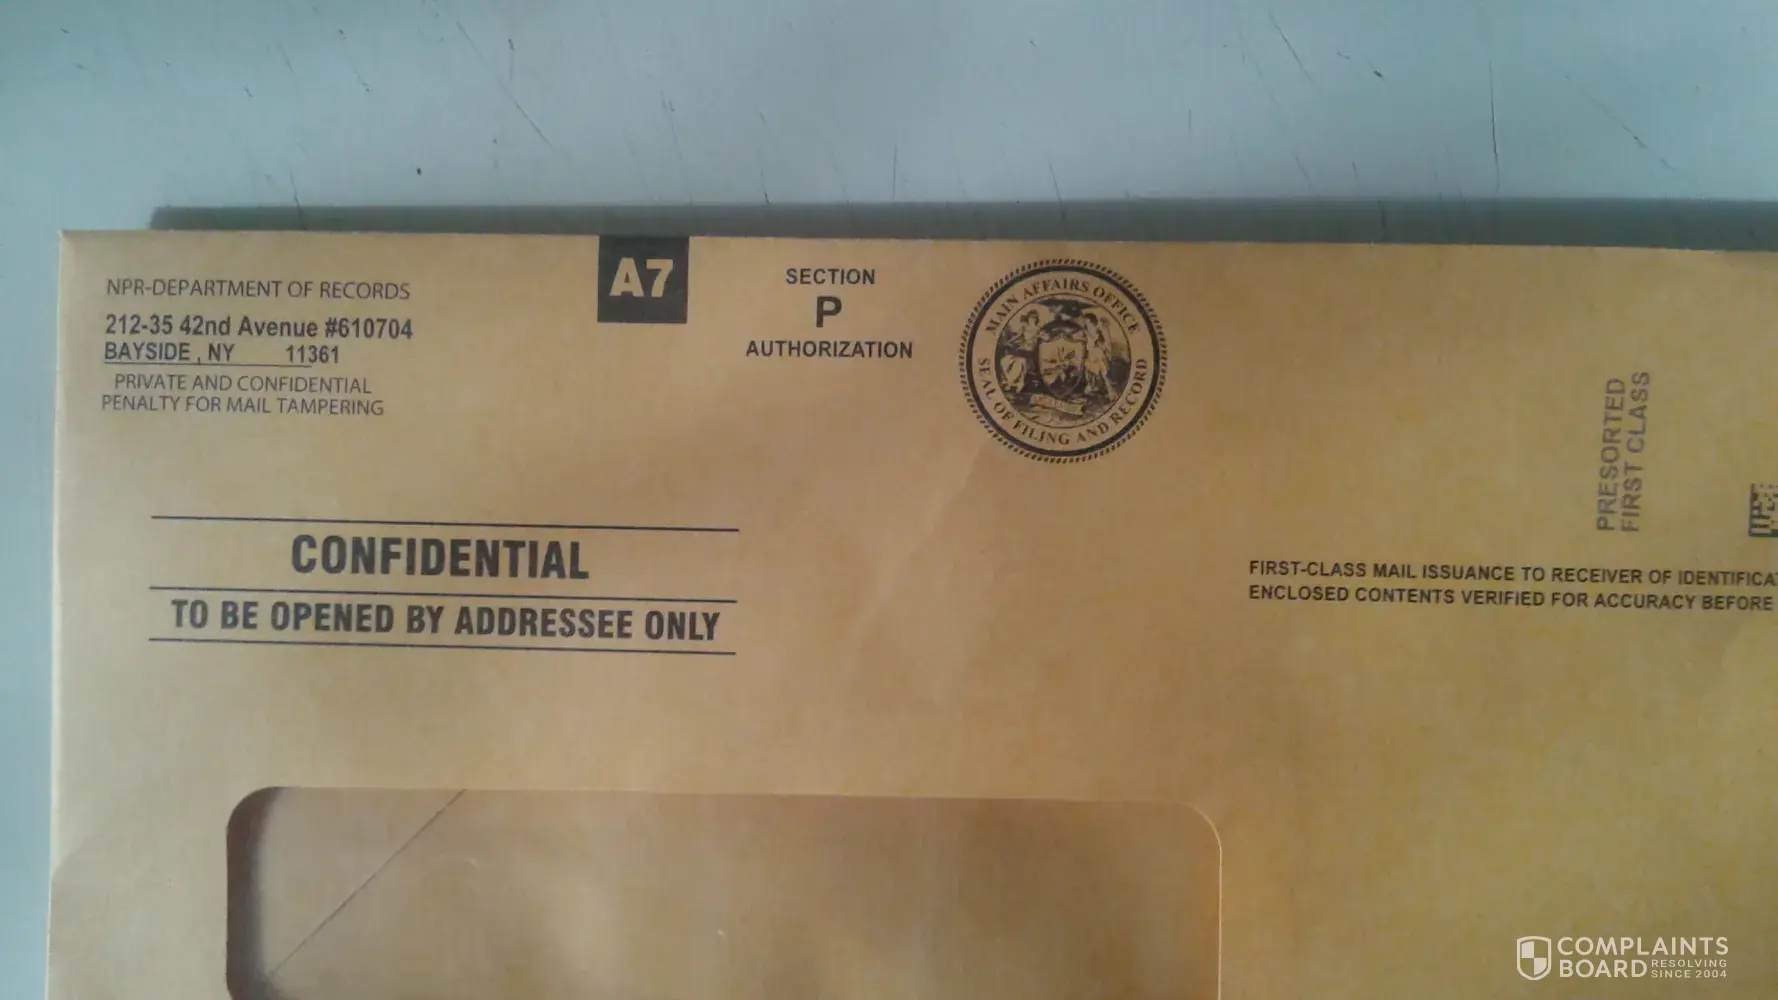 NPR-DEPARTMENT OF RECORDS
212-35 42nd Avenue #610704
BAYSIDE , NY 11361
PRIVATE AND CONFIDENTIAL
PENALTY FOR MAIL TAMPERING
A7
SECTION
P
AUTHORIZATION
MAIN AFFAIRS OFFICE
SEAL OF FILING AND RECORD
PRESORTED
FIRST CLASS
CONFIDENTIAL
TO BE OPENED BY ADDRESSEE ONLY
FIRST-CLASS MAIL ISSUANCE TO RECEIVER OF IDENTIFICA
ENCLOSED CONTENTS VERIFIED FOR ACCURACY BEFORE
COMPLAINTS
BOARD RESOLVING
SINCE 2004